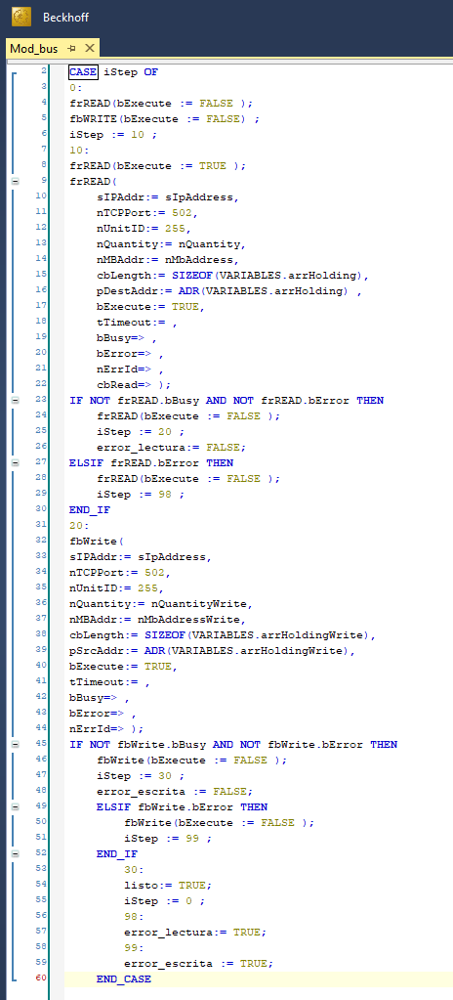 Beckhoff
Mod_bus
2 CASE iStep OF
3 0:
4 frREAD(bExecute := FALSE );
5 fbWRITE(bExecute := FALSE) ;
6 iStep := 10 ;
7 10:
8 frREAD(bExecute := TRUE );
9 frREAD(
10 sIPAddr:= sIpAddress,
11 nTCPPort:= 502,
12 nUnitID:= 255,
13 nQuantity:= nQuantity,
14 nMBAddr:= nMbAddress,
15 cbLength:= SIZEOF(VARIABLES.arrHolding),
16 pDestAddr:= ADR(VARIABLES.arrHolding) ,
17 bExecute:= TRUE,
18 tTimeout:= ,
19 bBusy=> ,
20 bError=> ,
21 nErrId=> ,
22 cbRead=> );
23 IF NOT frREAD.bBusy AND NOT frREAD.bError THEN
24 frREAD(bExecute := FALSE );
25 iStep := 20 ;
26 error_lectura:= FALSE;
27 ELSIF frREAD.bError THEN
28 frREAD(bExecute := FALSE );
29 iStep := 98 ;
30 END_IF
31 20:
32 fbWrite(
33 sIPAddr:= sIpAddress,
34 nTCPPort:= 502,
35 nUnitID:= 255,
36 nQuantity:= nQuantityWrite,
37 nMBAddr:= nMbAddressWrite,
38 cbLength:= SIZEOF(VARIABLES.arrHoldingWrite),
39 pSrcAddr:= ADR(VARIABLES.arrHoldingWrite),
40 bExecute:= TRUE,
41 tTimeout:= ,
42 bBusy=> ,
43 bError=> ,
44 nErrId=> );
45 IF NOT fbWrite.bBusy AND NOT fbWrite.bError THEN
46 fbWrite(bExecute := FALSE );
47 iStep := 30 ;
48 error_escrita := FALSE;
49 ELSIF fbWrite.bError THEN
50 fbWrite(bExecute := FALSE );
51 iStep := 99 ;
52 END_IF
53 30:
54 listo:= TRUE;
55 iStep := 0 ;
56 98:
57 error_lectura:= TRUE;
58 99:
59 error_escrita := TRUE;
60 END_CASE